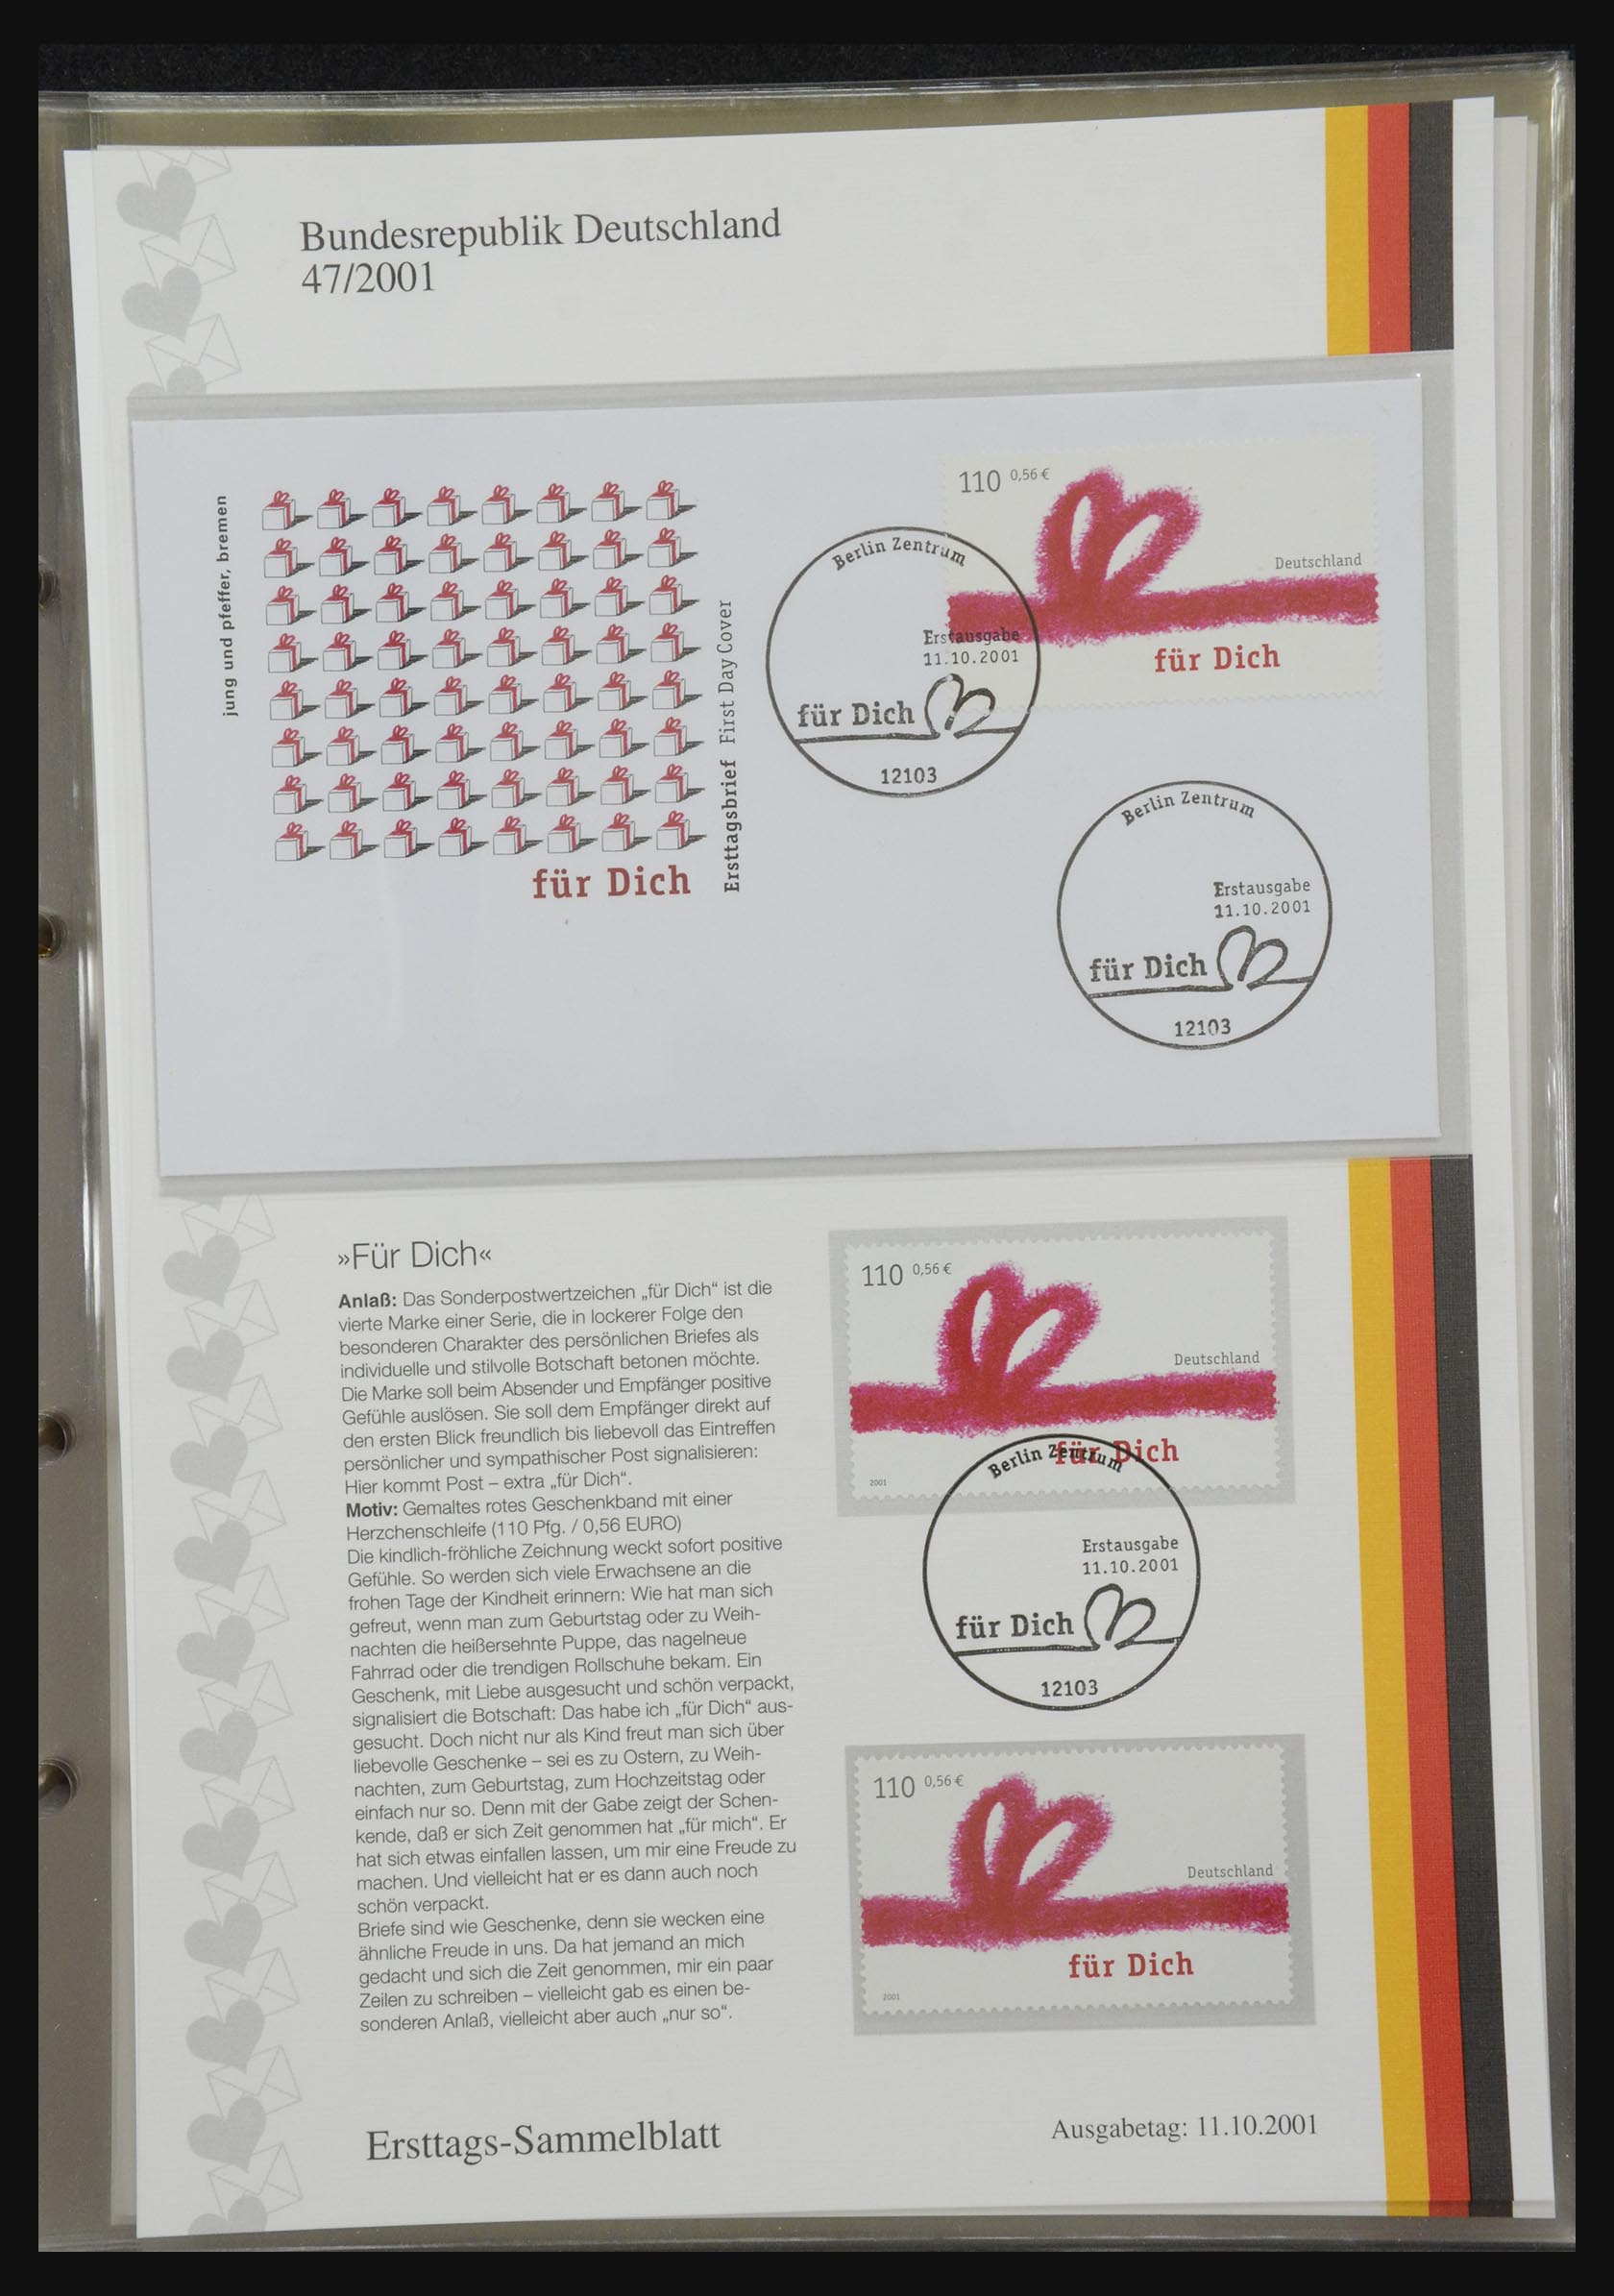 Bundesrepublik Deutschland
47/2001
jung und pfeffer, bremen
für Dich
Ersttagsbrief First Day Cover
110 0,56 €
Deutschland
für Dich
Berlin Zentrum
Erstausgabe
11.10.2001
für Dich
12103
Berlin Zentrum
Erstausgabe
11.10.2001
für Dich
12103
»Für Dich«
Anlaß: Das Sonderpostwertzeichen „für Dich“ ist die
vierte Marke einer Serie, die in lockerer Folge den
besonderen Charakter des persönlichen Briefes als
individuelle und stilvolle Botschaft betonen möchte.
Die Marke soll beim Absender und Empfänger positive
Gefühle auslösen. Sie soll dem Empfänger direkt auf
den ersten Blick freundlich bis liebevoll das Eintreffen
persönlicher und sympathischer Post signalisieren:
Hier kommt Post – extra „für Dich“.
Motiv: Gemaltes rotes Geschenkband mit einer
Herzchenschleife (110 Pfg. / 0,56 EURO)
Die kindlich-fröhliche Zeichnung weckt sofort positive
Gefühle. So werden sich viele Erwachsene an die
frohen Tage der Kindheit erinnern: Wie hat man sich
gefreut, wenn man zum Geburtstag oder zu Weih-
nachten die heißersehnte Puppe, das nagelneue
Fahrrad oder die trendigen Rollschuhe bekam. Ein
Geschenk, mit Liebe ausgesucht und schön verpackt,
signalisiert die Botschaft: Das habe ich „für Dich“ aus-
gesucht. Doch nicht nur als Kind freut man sich über
liebevolle Geschenke – sei es zu Ostern, zu Weih-
nachten, zum Geburtstag, zum Hochzeitstag oder
einfach nur so. Denn mit der Gabe zeigt der Schen-
kende, daß er sich Zeit genommen hat „für mich“. Er
hat sich etwas einfallen lassen, um mir eine Freude zu
machen. Und vielleicht hat er es dann auch noch
schön verpackt.
Briefe sind wie Geschenke, denn sie wecken eine
ähnliche Freude in uns. Da hat jemand an mich
gedacht und sich die Zeit genommen, mir ein paar
Zeilen zu schreiben – vielleicht gab es einen be-
sonderen Anlaß, vielleicht aber auch „nur so“.
110 0,56 €
Deutschland
für Dich
2001
Berlin Zentrum
Erstausgabe
11.10.2001
für Dich
12103
110 0,56 €
Deutschland
für Dich
2001
Ersttags-Sammelblatt
Ausgabetag: 11.10.2001